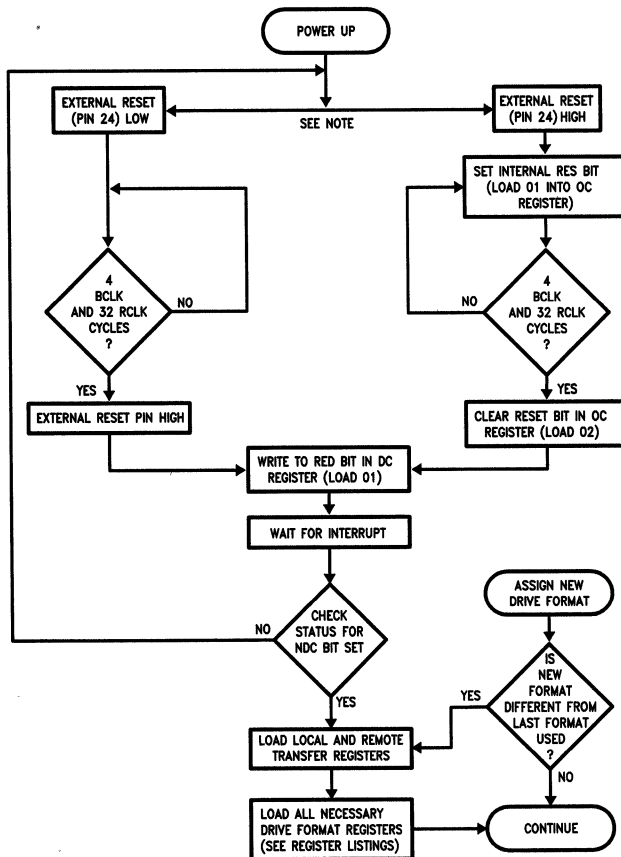 POWER UP
EXTERNAL RESET
(PIN 24) LOW
SEE NOTE
EXTERNAL RESET
(PIN 24) HIGH
SET INTERNAL RES BIT
(LOAD 01 INTO OC
REGISTER)
4
BCLK
AND 32 RCLK
CYCLES
?
NO
YES
4
BCLK
AND 32 RCLK
CYCLES
?
NO
YES
EXTERNAL RESET PIN HIGH
CLEAR RESET BIT IN OC
REGISTER (LOAD 02)
WRITE TO RED BIT IN DC
REGISTER (LOAD 01)
WAIT FOR INTERRUPT
CHECK
STATUS FOR
NDC BIT SET
NO
YES
ASSIGN NEW
DRIVE FORMAT
IS
NEW
FORMAT
DIFFERENT FROM
LAST FORMAT
USED
?
YES
NO
LOAD LOCAL AND REMOTE
TRANSFER REGISTERS
LOAD ALL NECESSARY
DRIVE FORMAT REGISTERS
(SEE REGISTER LISTINGS)
CONTINUE